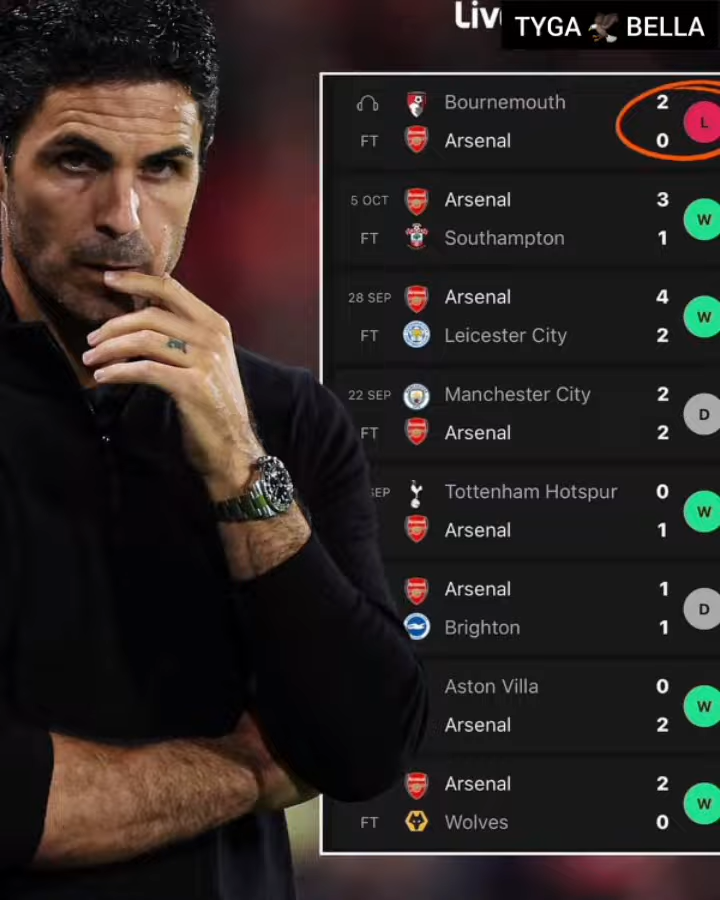 TYGA 🦅 BELLA
Bournemouth 2
FT Arsenal 0
L
5 OCT Arsenal 3
FT Southampton 1
W
28 SEP Arsenal 4
FT Leicester City 2
W
22 SEP Manchester City 2
FT Arsenal 2
D
SEP Tottenham Hotspur 0
Arsenal 1
W
Arsenal 1
Brighton 1
D
Aston Villa 0
Arsenal 2
W
Arsenal 2
FT Wolves 0
W